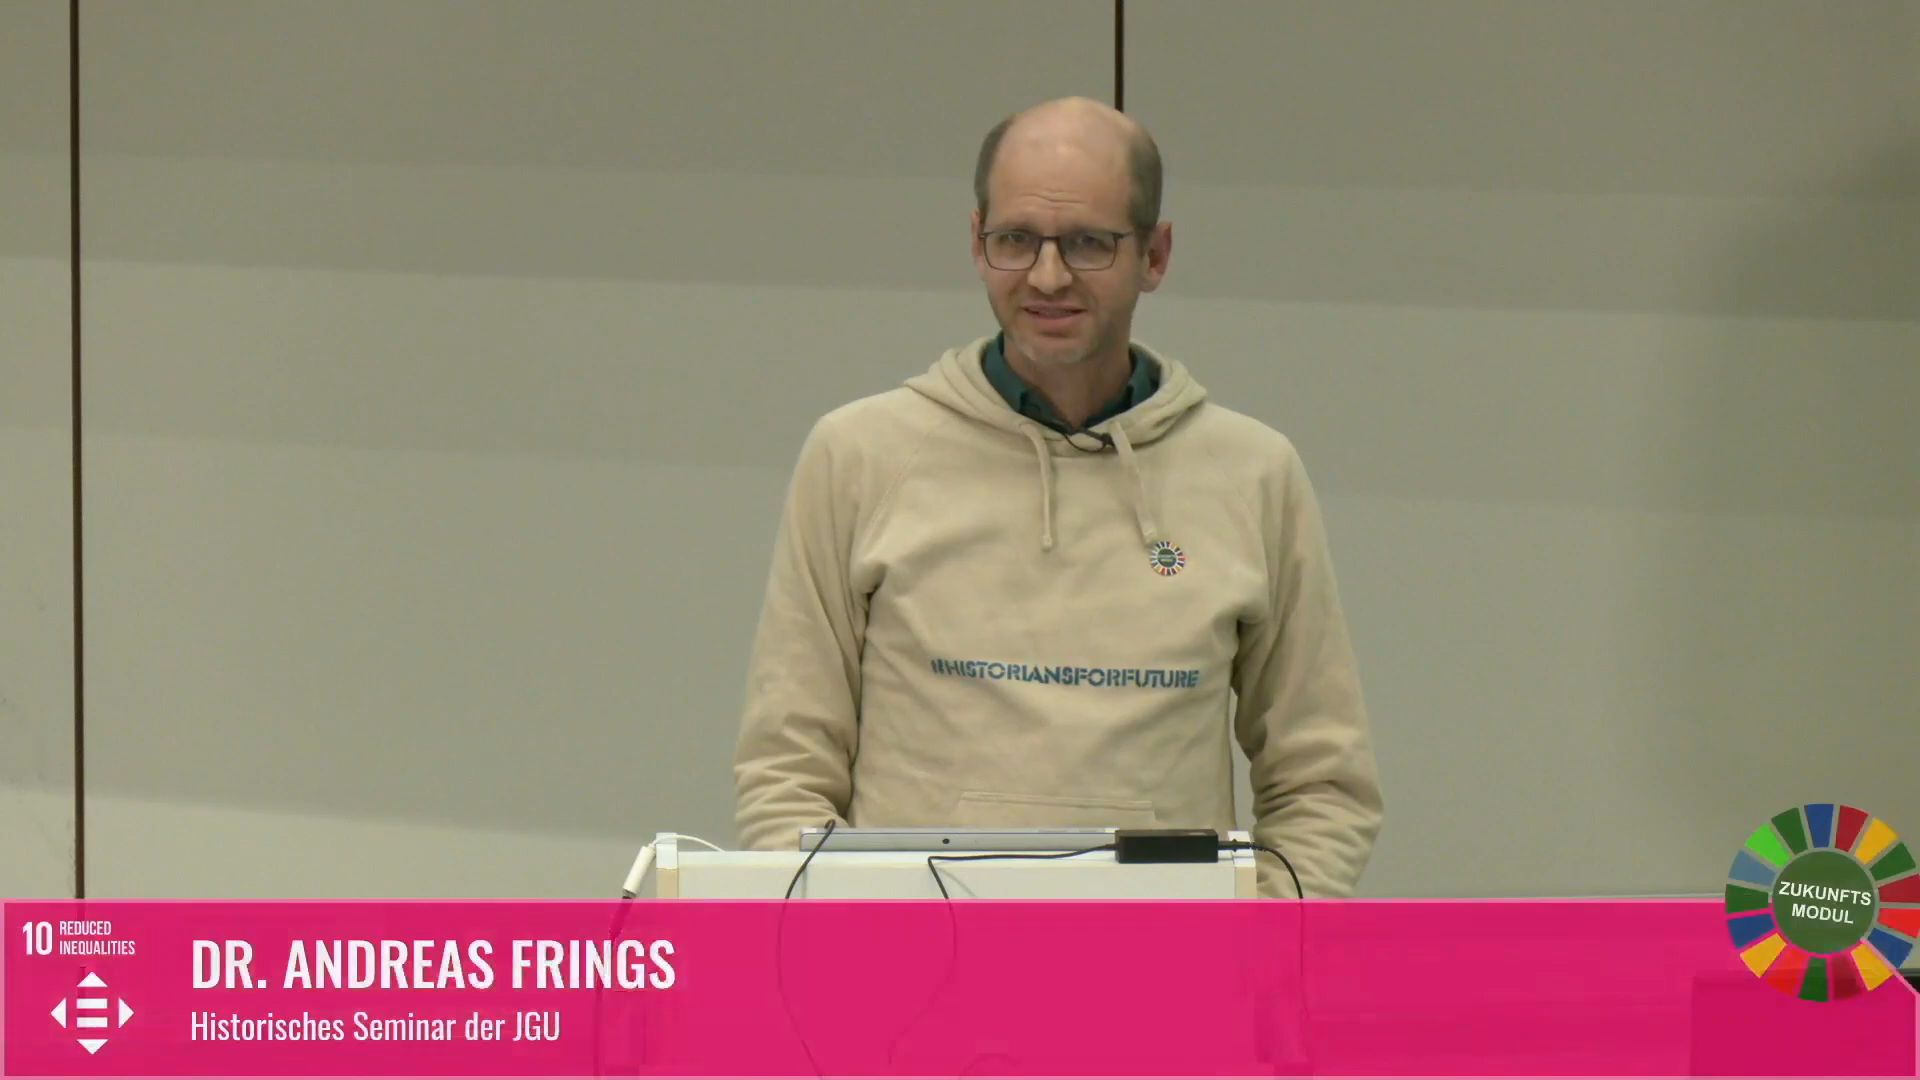 #HISTORIANSFORFUTURE
ZUKUNFTS
MODUL
10 REDUCED
INEQUALITIES
DR. ANDREAS FRINGS
Historisches Seminar der JGU